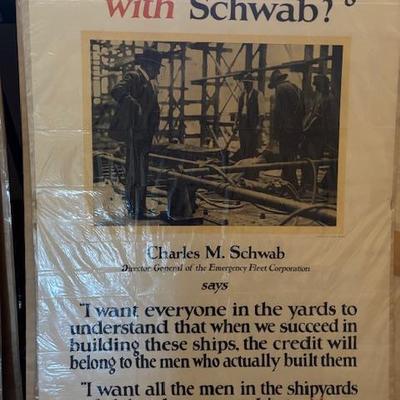 with Schwab?
Charles M. Schwab
Director General of the Emergency Fleet Corporation
says
"I want everyone in the yards to
understand that when we succeed in
building these ships, the credit will
belong to the men who actually built them
"I want all the men in the shipyards